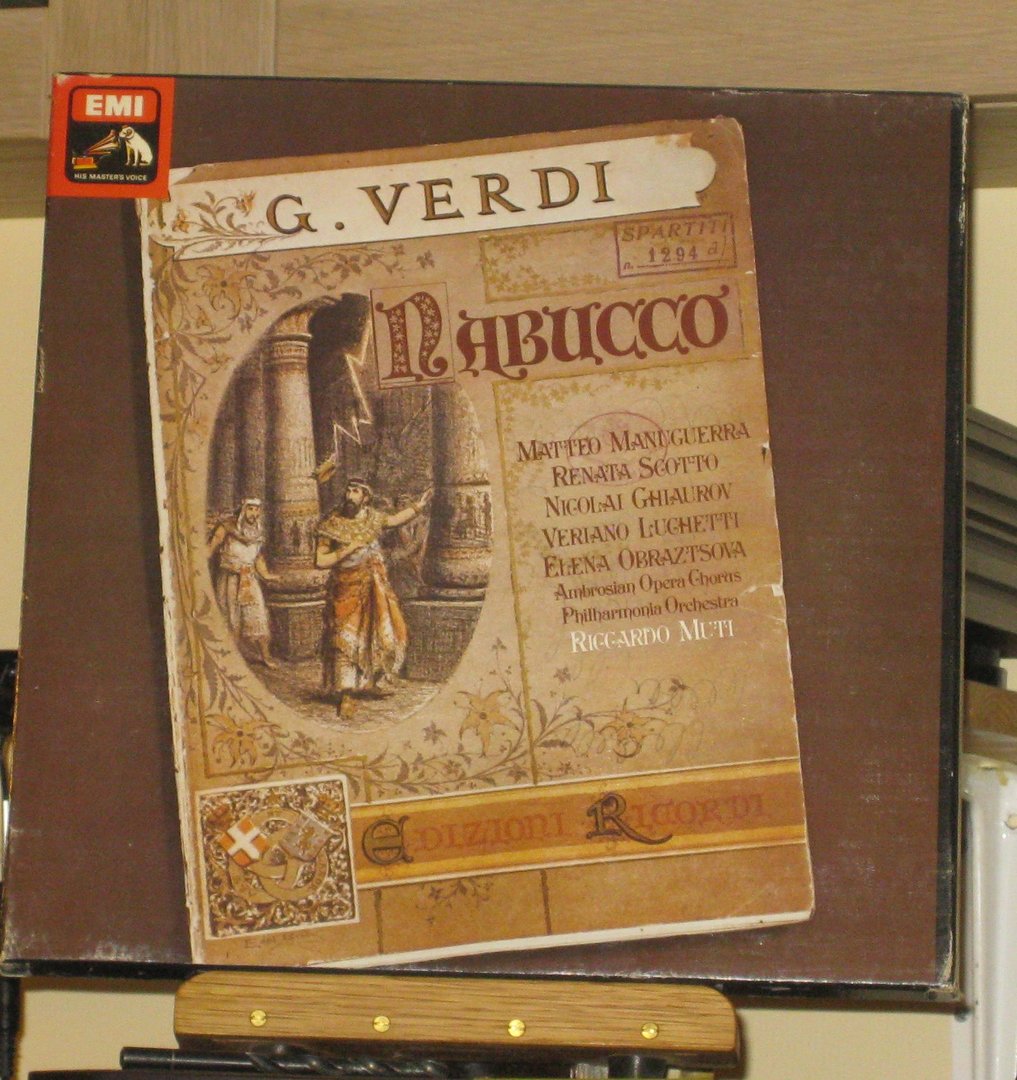 EMI
HIS MASTER'S VOICE
G. VERDI
SPARTITI
n. 1294 d
NABUCCO
MATTEO MANUGUERRA
RENATA SCOTTO
NICOLAI GHIAUROV
VERIANO LUCHETTI
ELENA OBRAZTSOVA
Ambrosian Opera Chorus
Philharmonia Orchestra
RICCARDO MUTI
EDIZIONI RICORDI